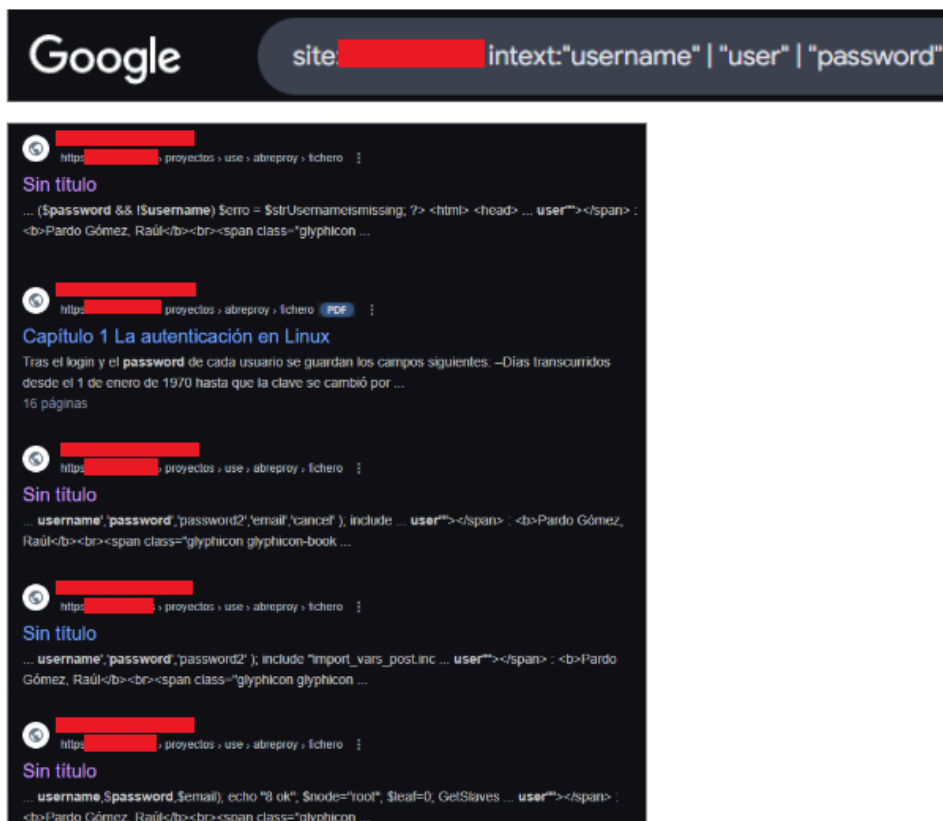 Google
site: intext:"username" | "user" | "password"
https › proyectos › use › abreproy › fichero
Sin título
... ($password && !$username) $erro = $strUsernameismissing; ?> <html> <head> ... user""></span> :
<b>Pardo Gómez, Raúl</b><br><span class="glyphicon ...
https proyectos › abreproy › fichero PDF
Capítulo 1 La autenticación en Linux
Tras el login y el password de cada usuario se guardan los campos siguientes: –Días transcurridos
desde el 1 de enero de 1970 hasta que la clave se cambió por ...
16 páginas
https › proyectos › use › abreproy › fichero
Sin título
... username','password','password2','email','cancel' ); include ... user""></span> : <b>Pardo Gómez,
Raúl</b><br><span class="glyphicon glyphicon-book ...
https › proyectos › use › abreproy › fichero
Sin título
... username','password','password2' ); include "import_vars_post.inc ... user""></span> : <b>Pardo
Gómez, Raúl</b><br><span class="glyphicon glyphicon ...
https › proyectos › use › abreproy › fichero
Sin título
... username,$password,$email), echo "8 ok", $node="root", $leaf=0, GetSlaves ... user""></span> :
<b>Pardo Gómez, Raúl</b><br><span class="glyphicon ...